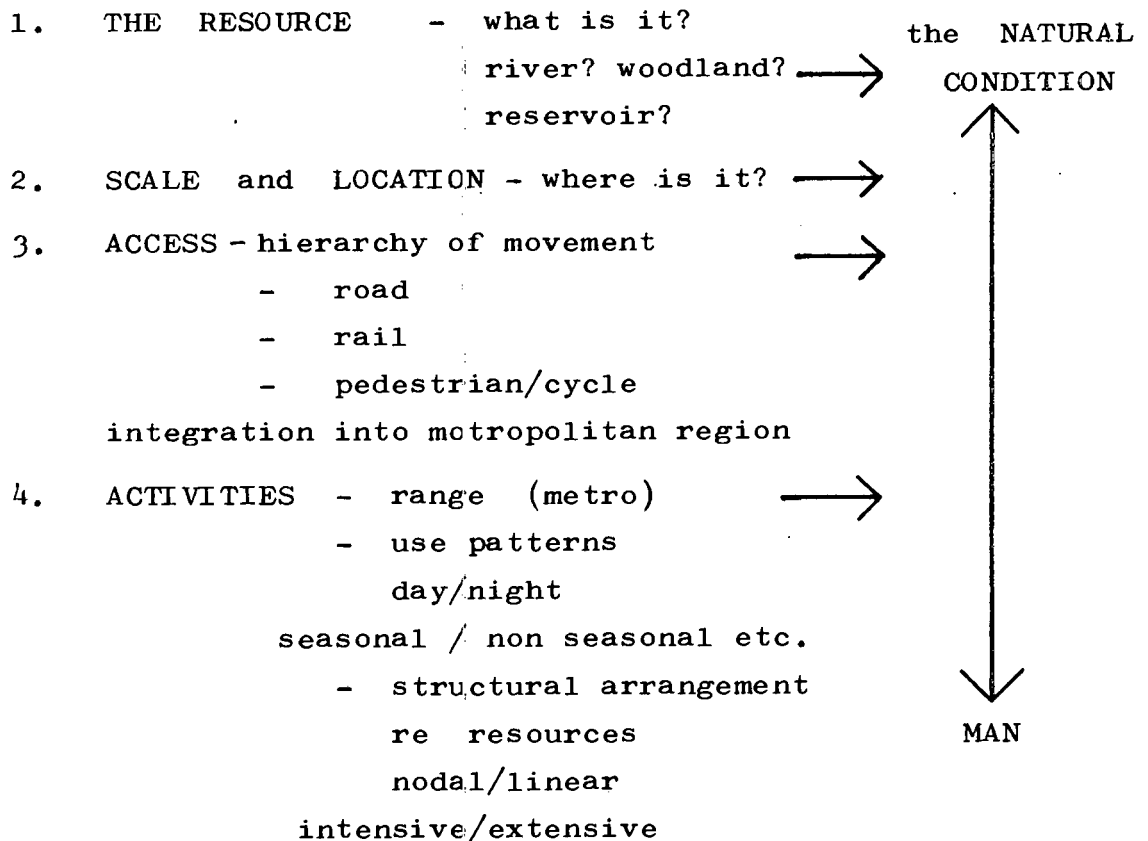 1. THE RESOURCE - what is it?
river? woodland?
reservoir?
the NATURAL
CONDITION
2. SCALE and LOCATION - where is it?
3. ACCESS - hierarchy of movement
- road
- rail
- pedestrian/cycle
integration into metropolitan region
4. ACTIVITIES - range (metro)
- use patterns
day/night
seasonal / non seasonal etc.
- structural arrangement
re resources
nodal/linear
intensive/extensive
MAN